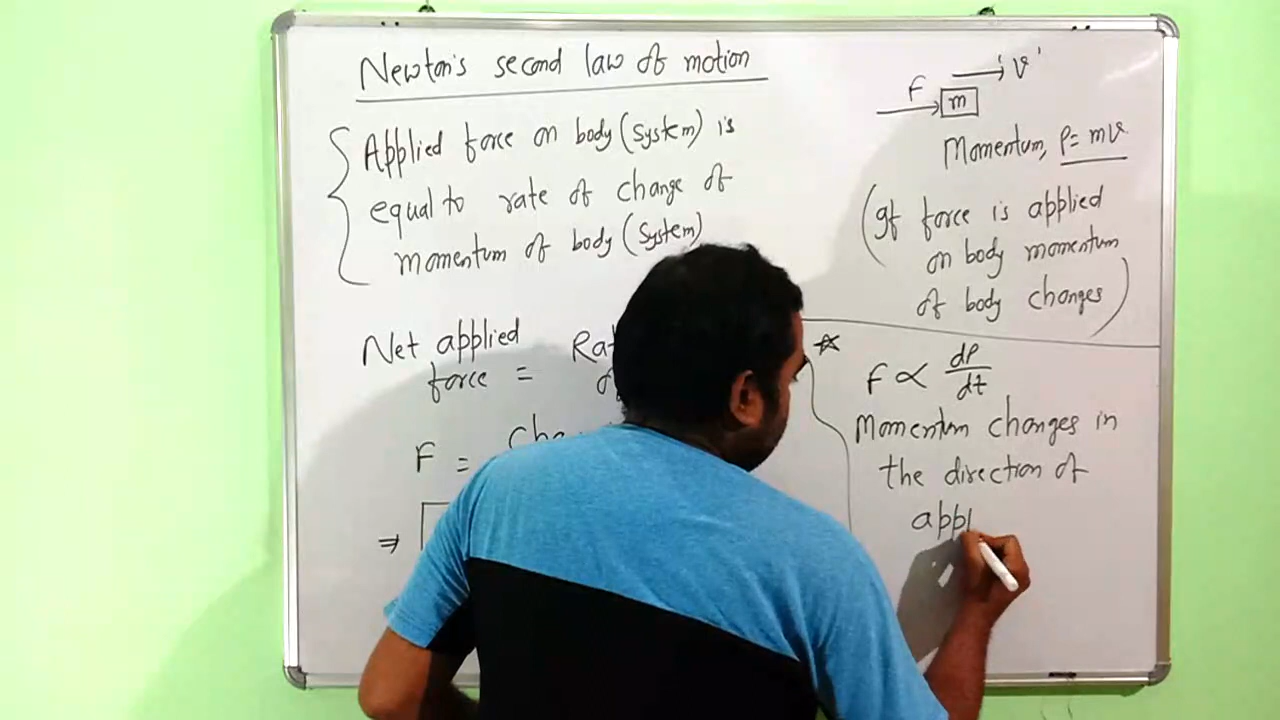 Newton's second law of motion
Applied force on body (System) is
equal to rate of change of
momentum of body (System)
Net applied
force =
F =
⇒
F
'v'
m
Momentum, P = mv
(If force is applied
on body momentum
of body changes)
F ∝ dP/dt
Momentum changes in
the direction of
appl